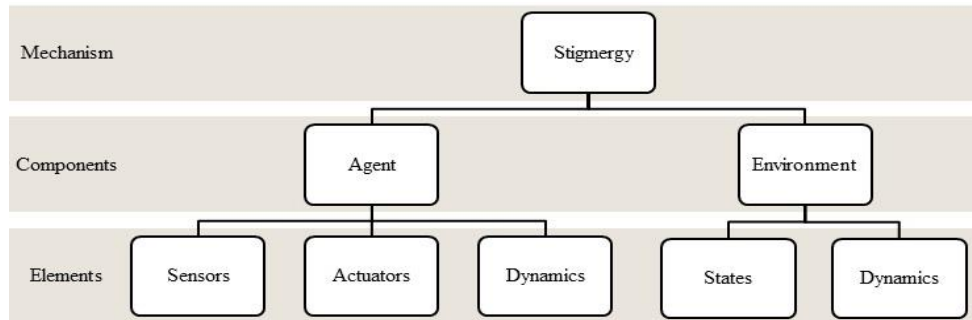 Mechanism
Stigmergy
Components
Agent
Environment
Elements
Sensors
Actuators
Dynamics
States
Dynamics